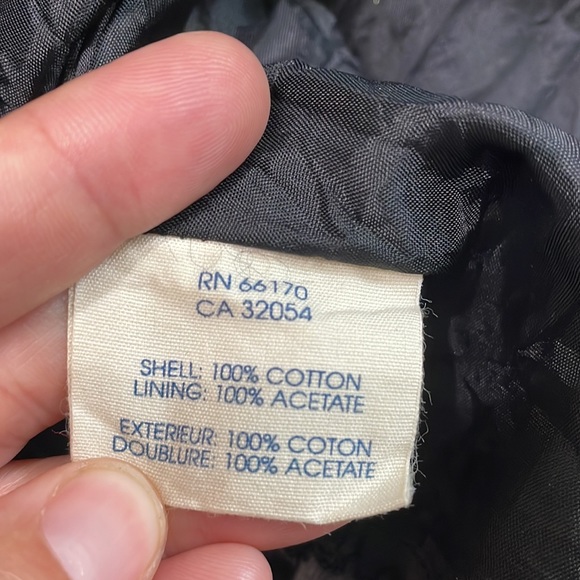 RN 66170
CA 32054
SHELL: 100% COTTON
LINING: 100% ACETATE
EXTERIEUR: 100% COTON
DOUBLURE: 100% ACETATE